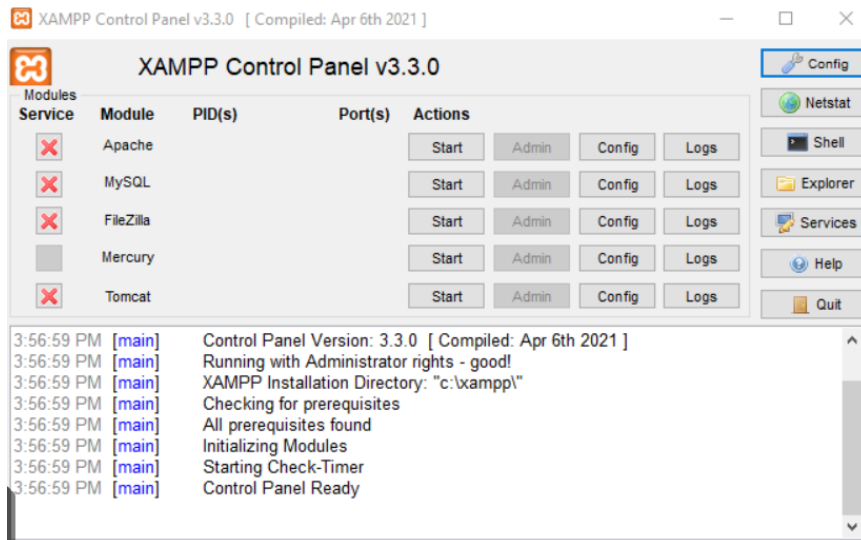 XAMPP Control Panel v3.3.0 [ Compiled: Apr 6th 2021 ]
XAMPP Control Panel v3.3.0
Config
Modules
Service Module PID(s) Port(s) Actions
Netstat
Apache Start Admin Config Logs
Shell
MySQL Start Admin Config Logs
Explorer
FileZilla Start Admin Config Logs
Services
Mercury Start Admin Config Logs
Help
Tomcat Start Admin Config Logs
Quit
3:56:59 PM [main] Control Panel Version: 3.3.0 [ Compiled: Apr 6th 2021 ]
3:56:59 PM [main] Running with Administrator rights - good!
3:56:59 PM [main] XAMPP Installation Directory: "c:\xampp\"
3:56:59 PM [main] Checking for prerequisites
3:56:59 PM [main] All prerequisites found
3:56:59 PM [main] Initializing Modules
3:56:59 PM [main] Starting Check-Timer
3:56:59 PM [main] Control Panel Ready